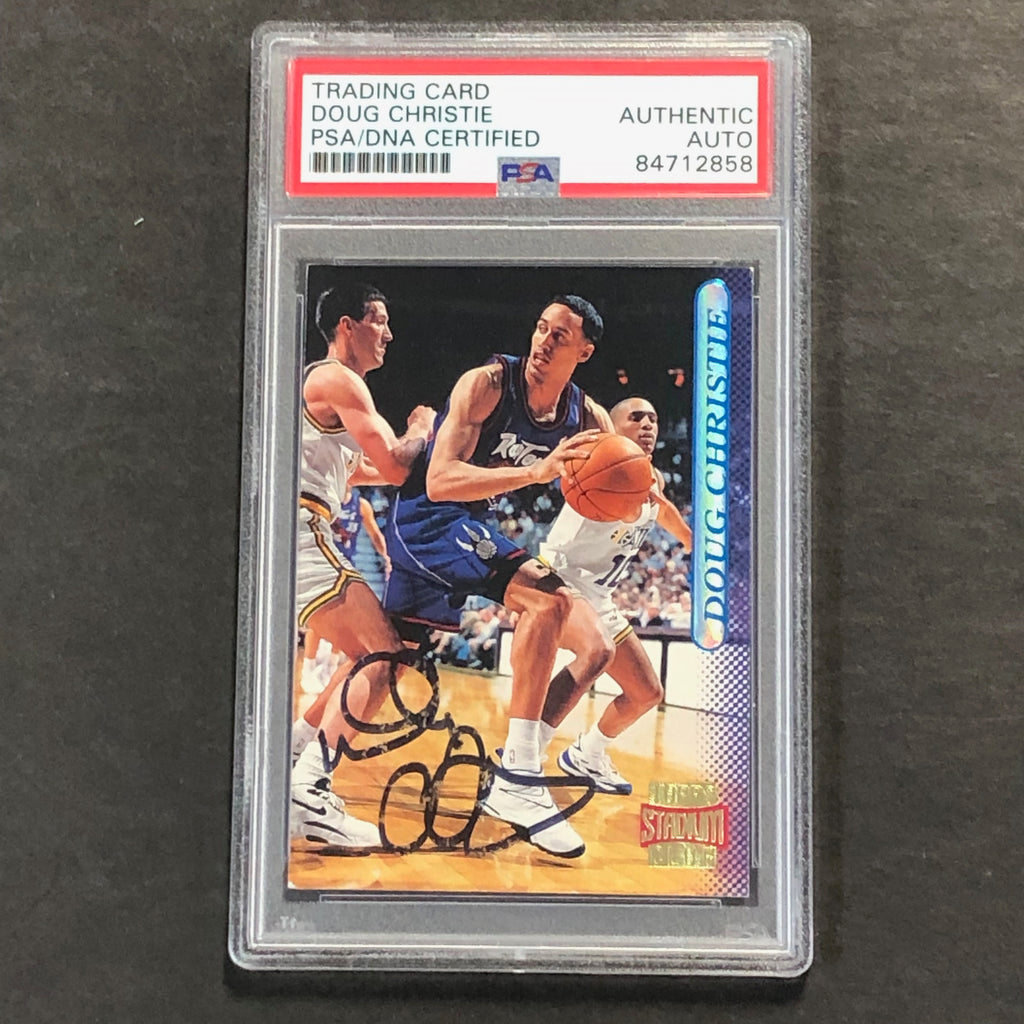 TRADING CARD
DOUG CHRISTIE
PSA/DNA CERTIFIED
AUTHENTIC
AUTO
84712858
PSA
DOUG CHRISTIE
TOPPS
STADIUM
CLUB